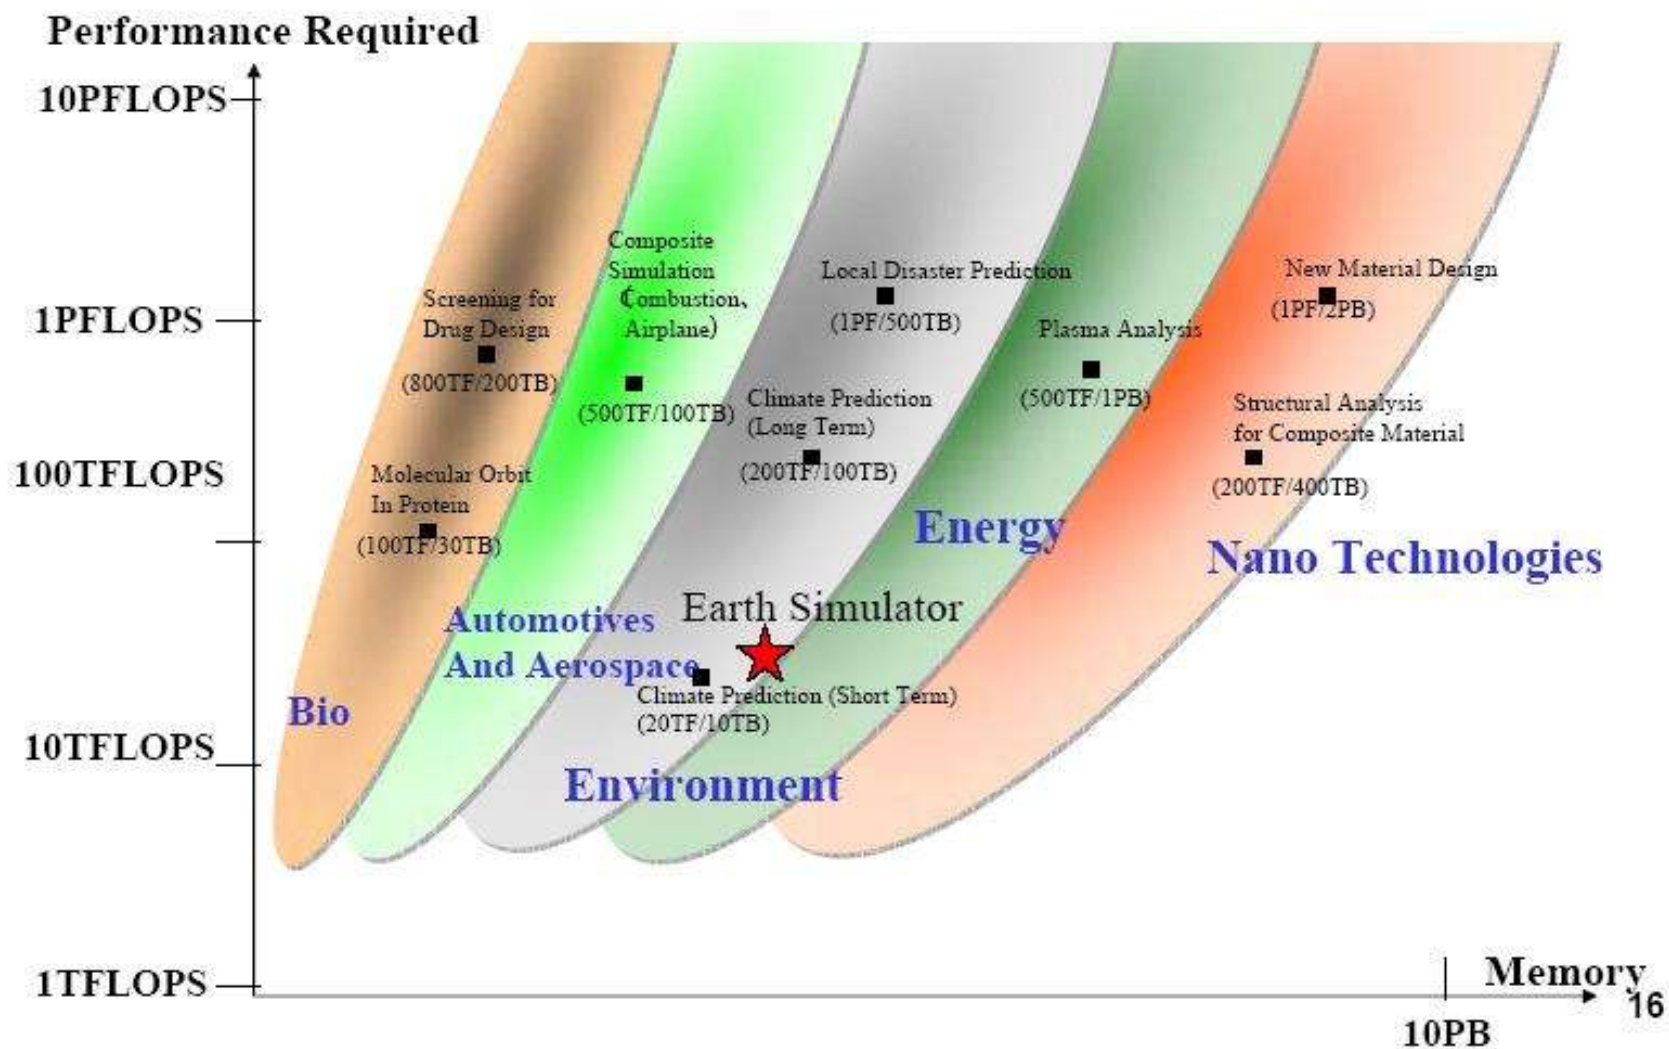 Performance Required
10PFLOPS
1PFLOPS
100TFLOPS
10TFLOPS
1TFLOPS
Screening for
Drug Design
(800TF/200TB)
Molecular Orbit
In Protein
(100TF/30TB)
Bio
Composite
Simulation
(Combustion、
Airplane)
(500TF/100TB)
Automotives
And Aerospace
Local Disaster Prediction
(1PF/500TB)
Climate Prediction
(Long Term)
(200TF/100TB)
Earth Simulator
Climate Prediction (Short Term)
(20TF/10TB)
Environment
Plasma Analysis
(500TF/1PB)
Energy
New Material Design
(1PF/2PB)
Structural Analysis
for Composite Material
(200TF/400TB)
Nano Technologies
Memory
16
10PB